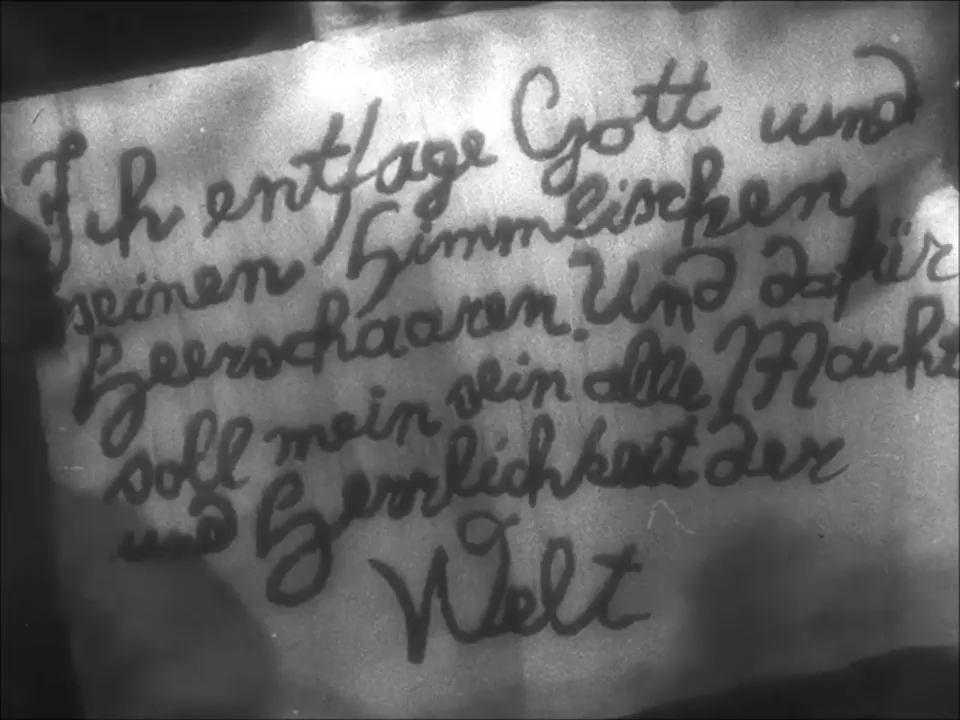 Ich entſage Gott und
seinen himmlischen
Heerschaaren. Und dafür
soll mein sein alle Macht
und Herrlichkeit der
Welt